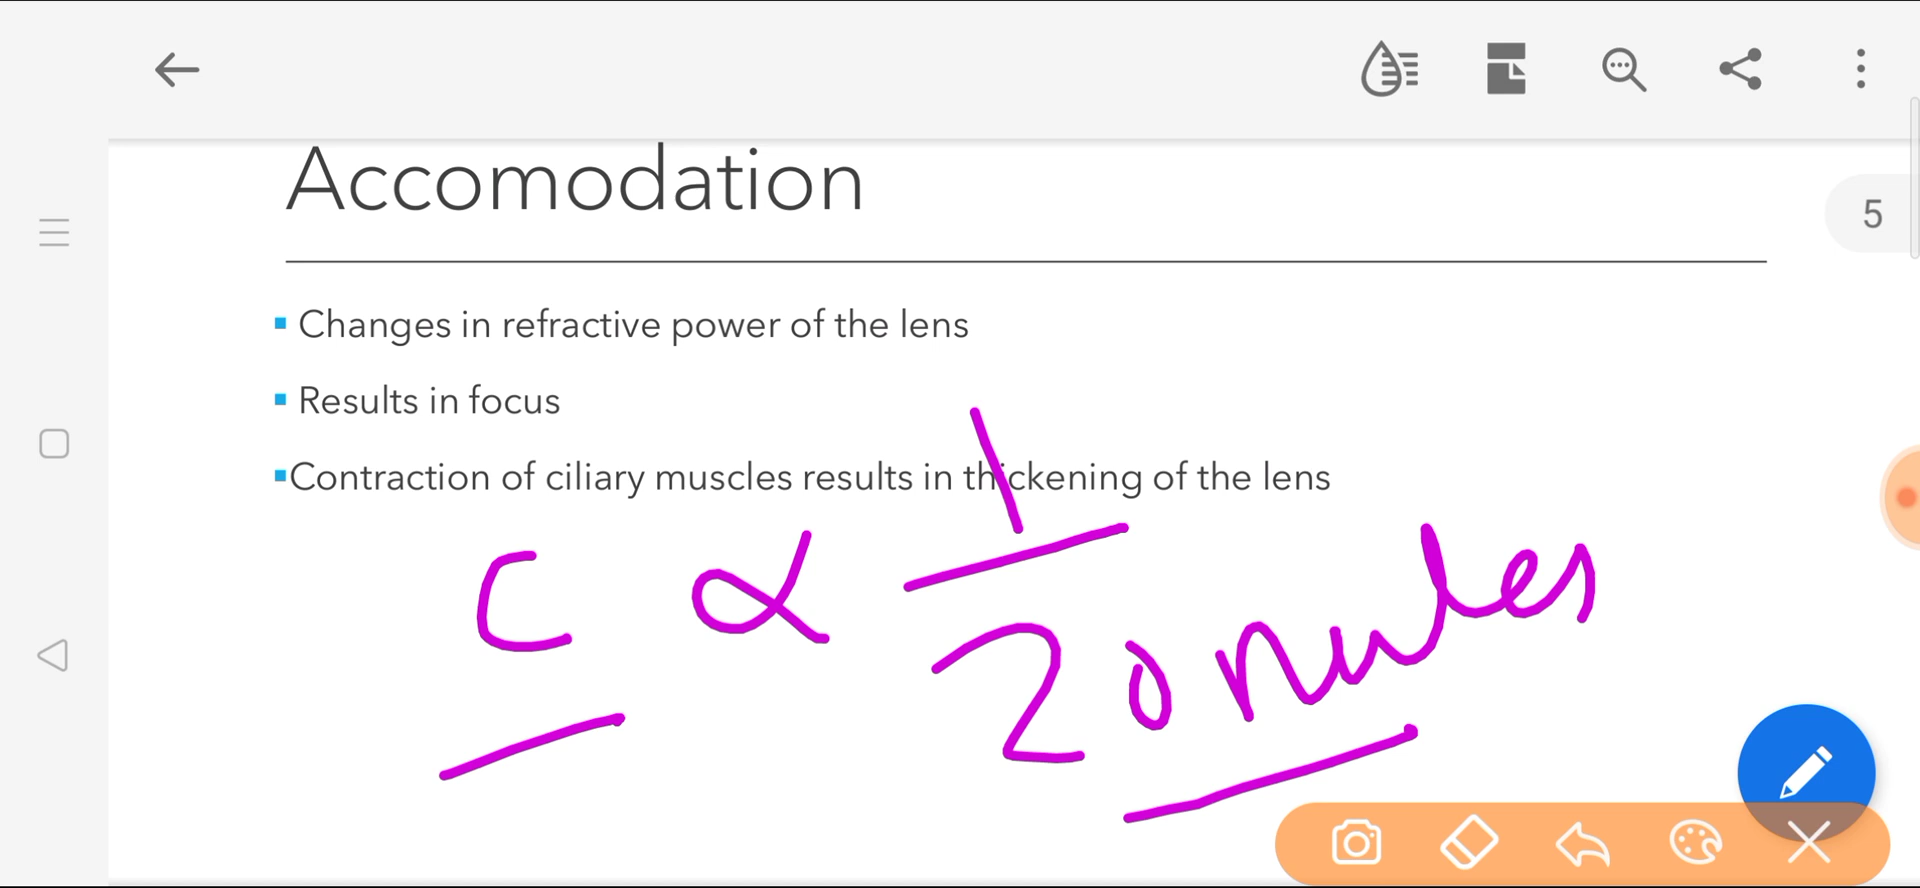 Accomodation
5
Changes in refractive power of the lens
Results in focus
Contraction of ciliary muscles results in thickening of the lens
C ∝ 1
Zonules